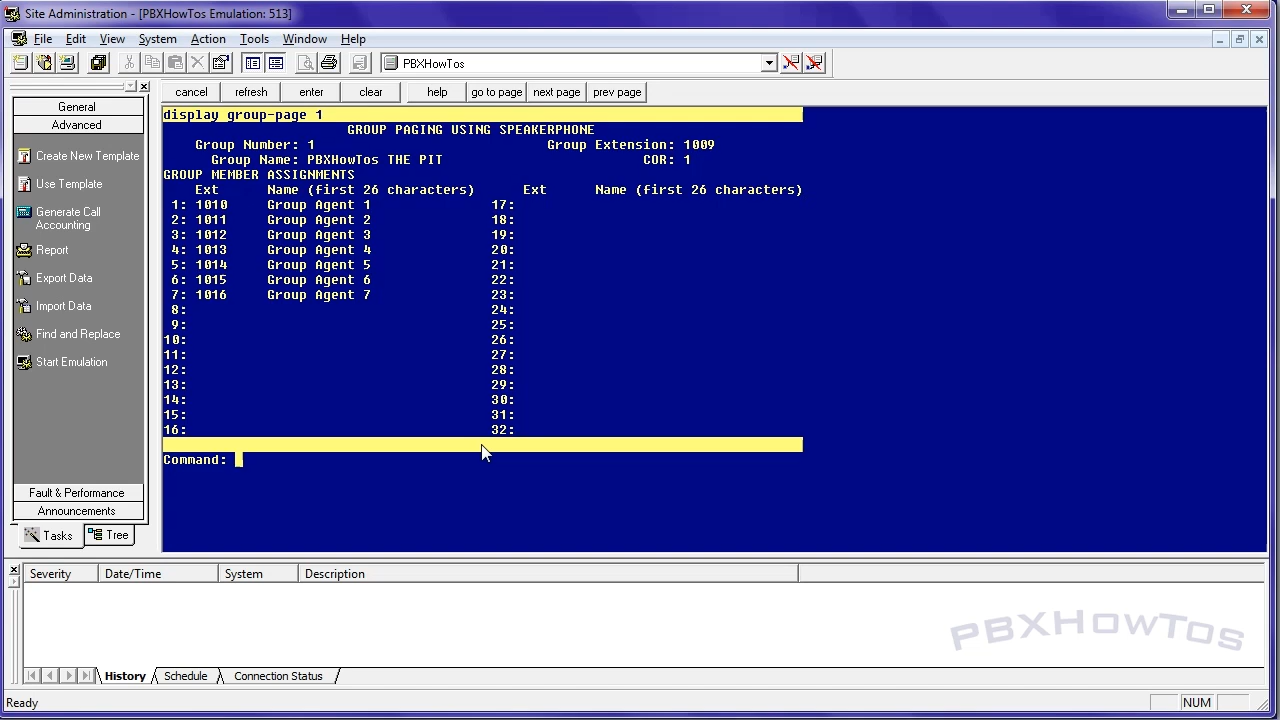 Site Administration - [PBXHowTos Emulation: 513]
File Edit View System Action Tools Window Help
PBXHowTos
cancel refresh enter clear help go to page next page prev page
General
Advanced
Create New Template
Use Template
Generate Call
Accounting
Report
Export Data
Import Data
Find and Replace
Start Emulation
Fault & Performance
Announcements
Tasks Tree
display group-page 1
GROUP PAGING USING SPEAKERPHONE
Group Number: 1 Group Extension: 1009
Group Name: PBXHowTos THE PIT COR: 1
GROUP MEMBER ASSIGNMENTS
Ext Name (first 26 characters) Ext Name (first 26 characters)
1: 1010 Group Agent 1 17:
2: 1011 Group Agent 2 18:
3: 1012 Group Agent 3 19:
4: 1013 Group Agent 4 20:
5: 1014 Group Agent 5 21:
6: 1015 Group Agent 6 22:
7: 1016 Group Agent 7 23:
8: 24:
9: 25:
10: 26:
11: 27:
12: 28:
13: 29:
14: 30:
15: 31:
16: 32:
Command:
Severity Date/Time System Description
PBXHowTos
History Schedule Connection Status
Ready NUM